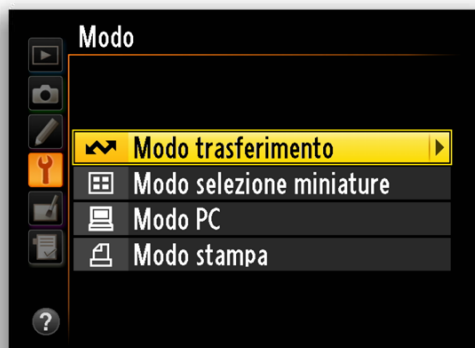 Modo
Modo trasferimento
Modo selezione miniature
Modo PC
Modo stampa
?